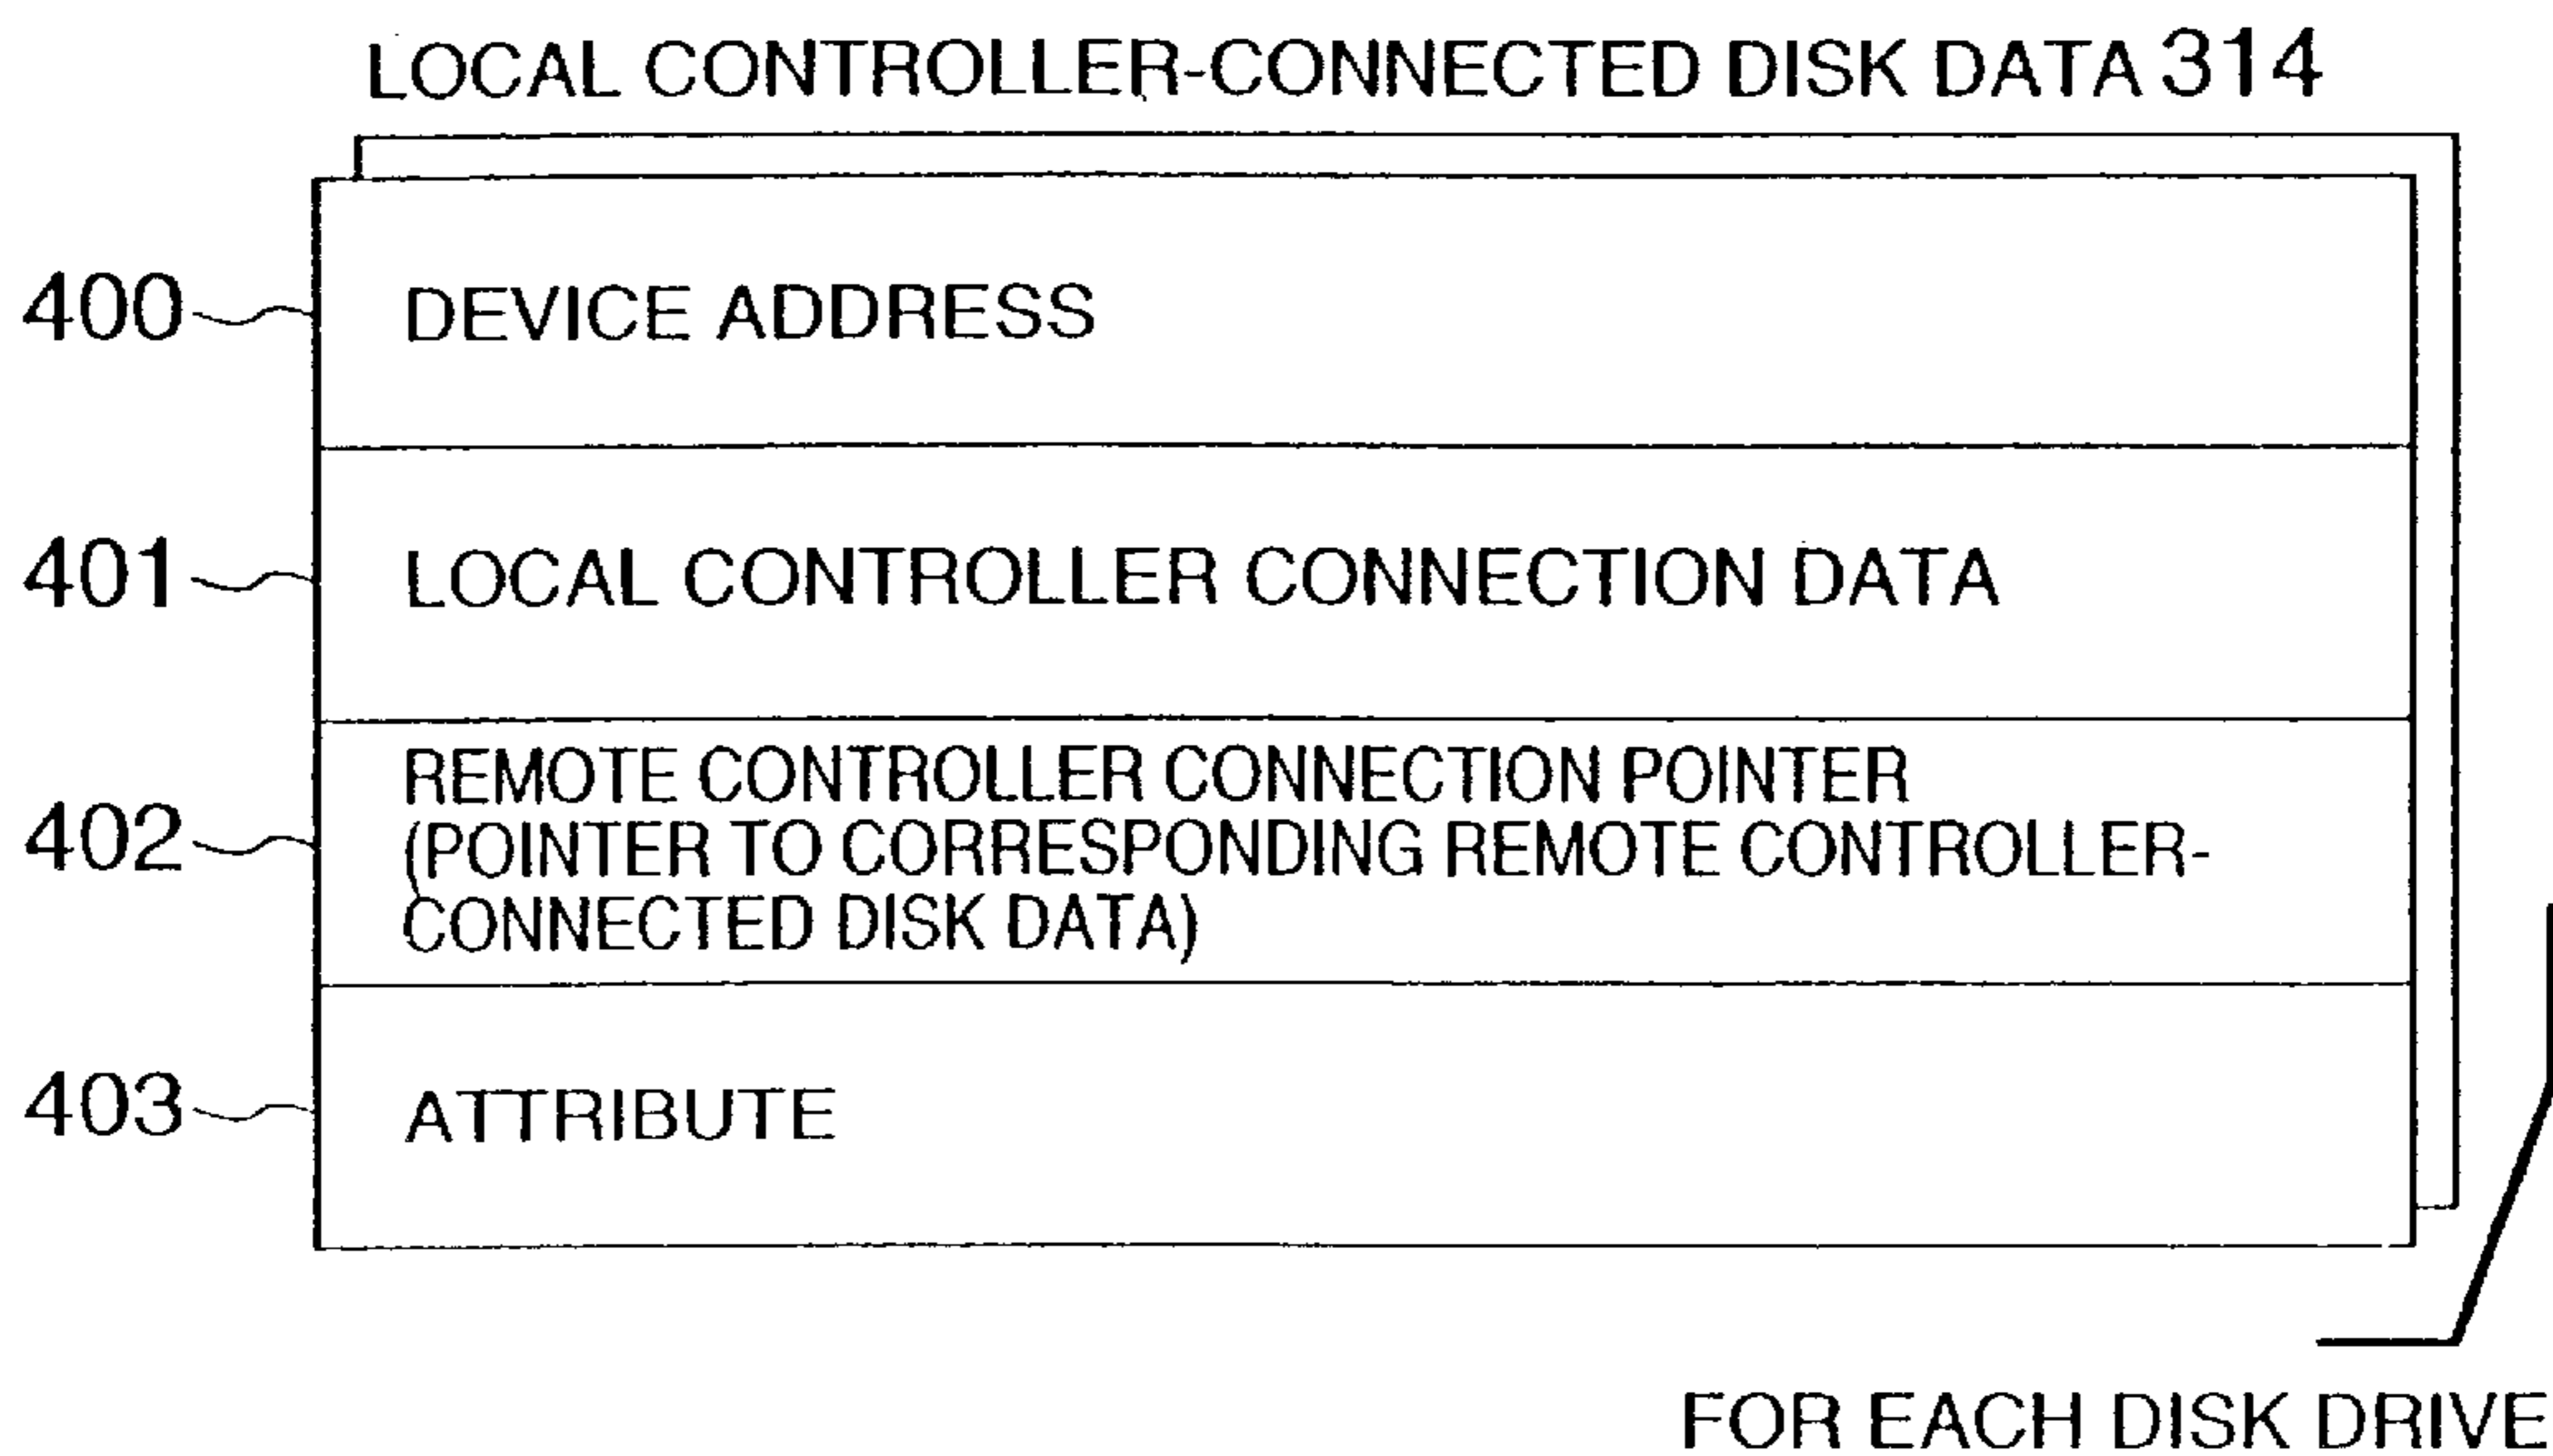 LOCAL CONTROLLER-CONNECTED DISK DATA 314
400 DEVICE ADDRESS
401 LOCAL CONTROLLER CONNECTION DATA
REMOTE CONTROLLER CONNECTION POINTER
402 (POINTER TO CORRESPONDING REMOTE CONTROLLER-
CONNECTED DISK DATA)
403 ATTRIBUTE
FOR EACH DISK DRIVE